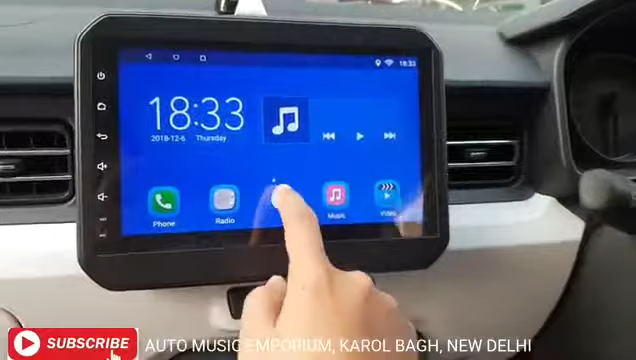 18:33
18:33
2018-12-6 Thursday
Phone
Radio
Music
Video
SUBSCRIBE
AUTO MUSIC EMPORIUM, KAROL BAGH, NEW DELHI